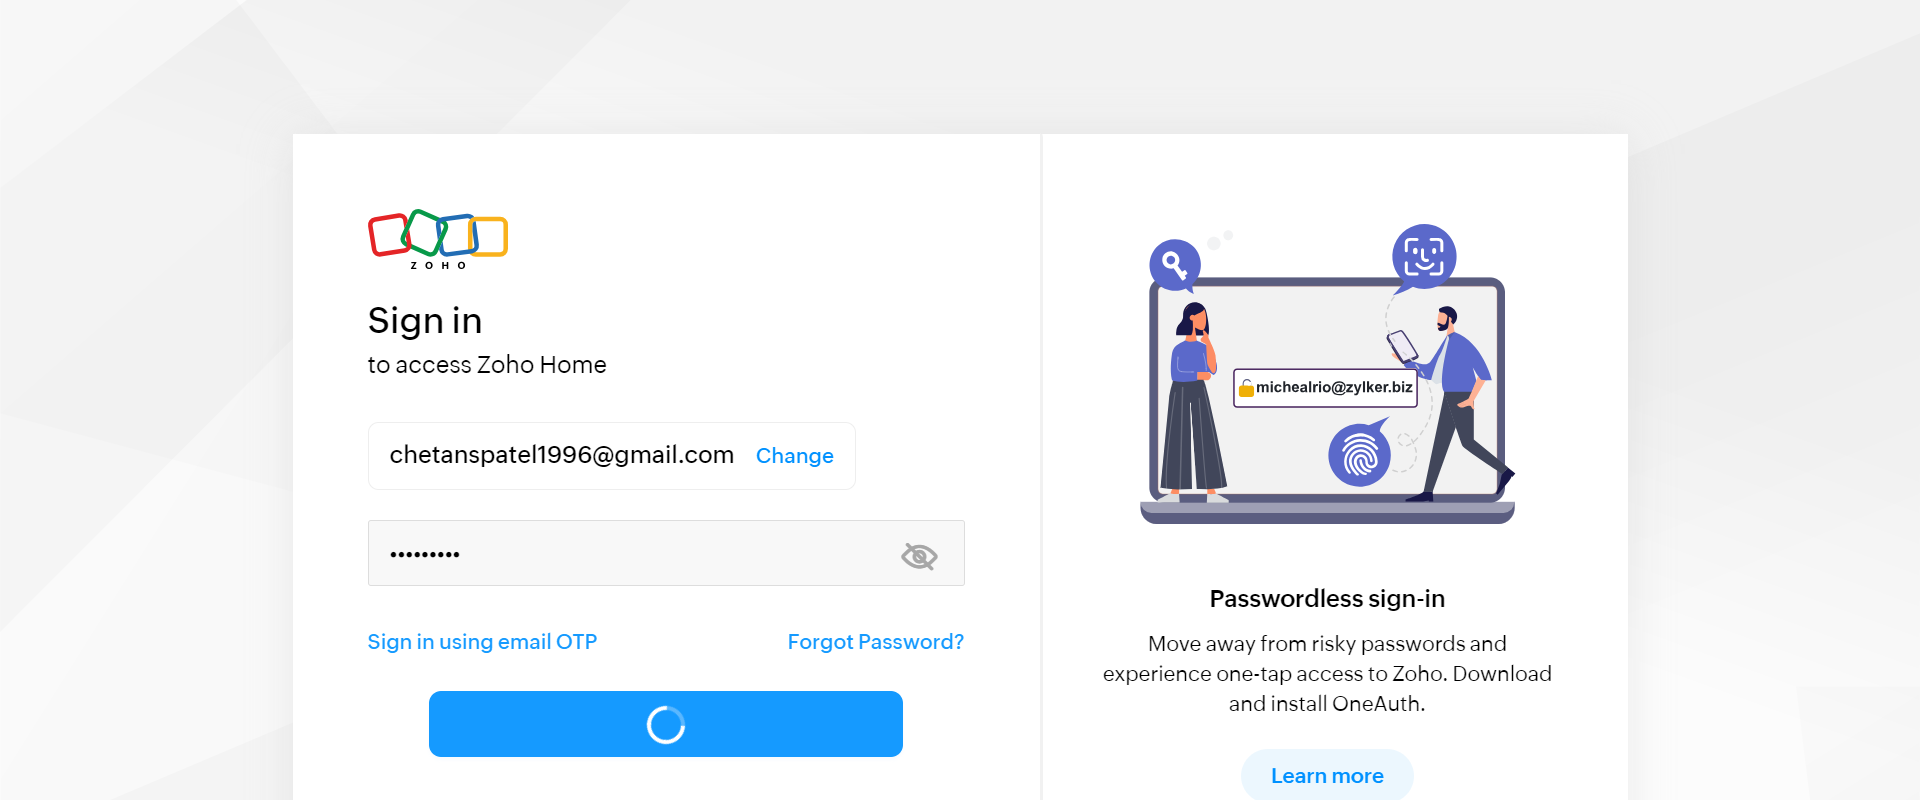 ZOHO
Sign in
to access Zoho Home
chetanspatel1996@gmail.com Change
•••••••••
Sign in using email OTP Forgot Password?
michealrio@zylker.biz
Passwordless sign-in
Move away from risky passwords and
experience one-tap access to Zoho. Download
and install OneAuth.
Learn more